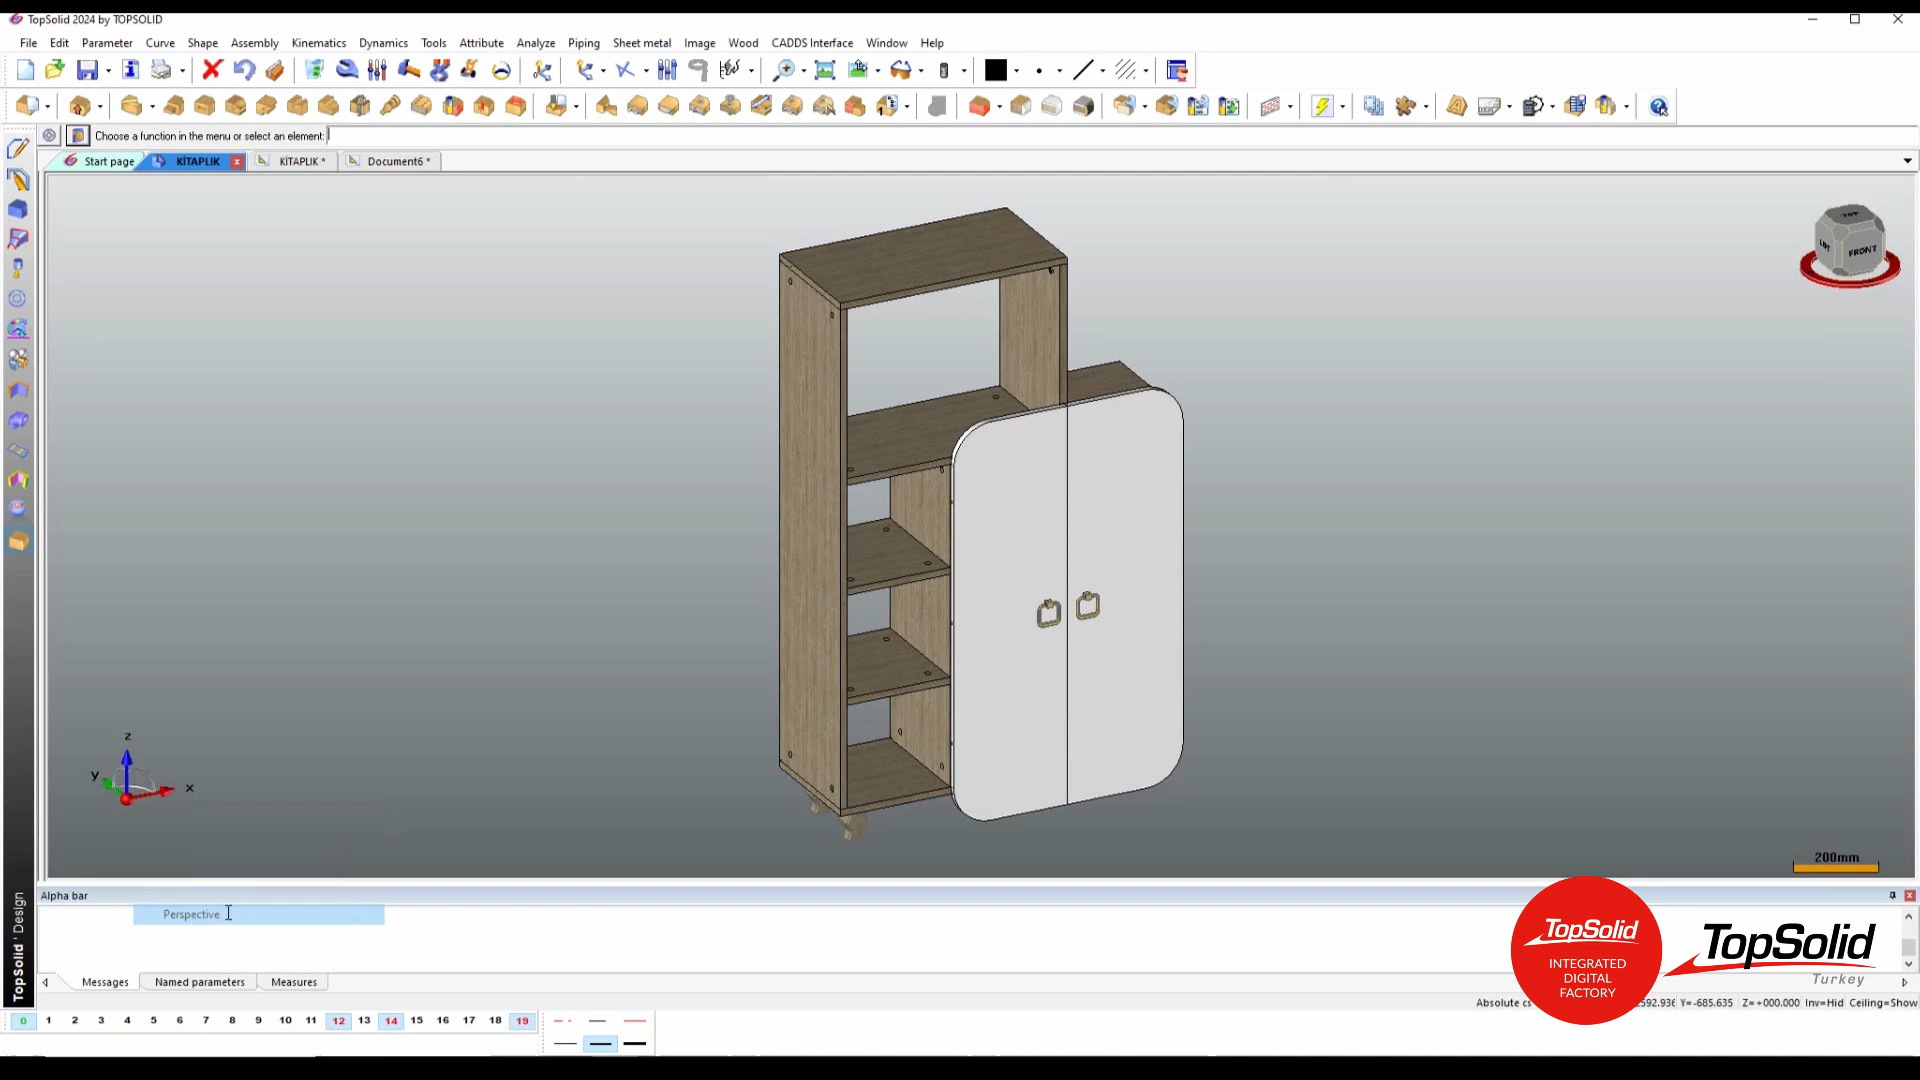 TopSolid 2024 by TOPSOLID
File Edit Parameter Curve Shape Assembly Kinematics Dynamics Tools Attribute Analyze Piping Sheet metal Image Wood CADDS Interface Window Help
Choose a function in the menu or select an element:
Start page KİTAPLIK KİTAPLIK * Document6 *
TOP
LEFT FRONT
z
y x
200mm
Alpha bar
Perspective
TopSolid'Design
Messages Named parameters Measures
TopSolid
INTEGRATED
DIGITAL
FACTORY
TopSolid
Turkey
Absolute cs 592.936 Y=-685.635 Z=+000.000 Inv=Hid Ceiling=Show
0 1 2 3 4 5 6 7 8 9 10 11 12 13 14 15 16 17 18 19